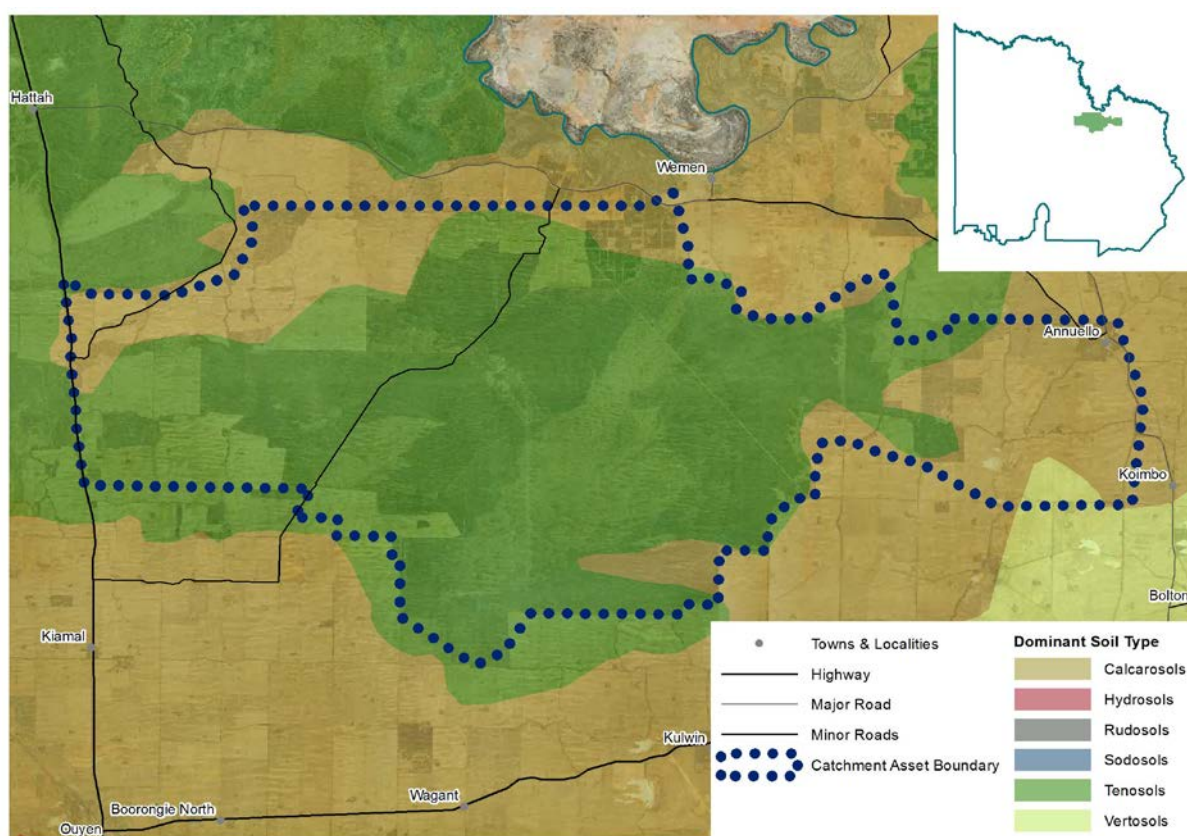 Hattah
Wemen
Annuello
Koimbo
Bolton
Kiamal
Kulwin
Wagant
Boorongie North
Ouyen
Towns & Localities
Highway
Major Road
Minor Roads
Catchment Asset Boundary
Dominant Soil Type
Calcarosols
Hydrosols
Rudosols
Sodosols
Tenosols
Vertosols